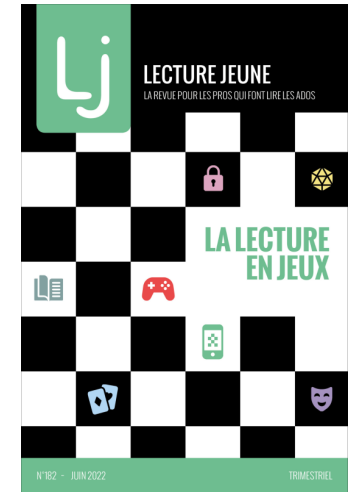 Lj
LECTURE JEUNE
LA REVUE POUR LES PROS QUI FONT LIRE LES ADOS
LA LECTURE
EN JEUX
N°182 - JUIN 2022
TRIMESTRIEL